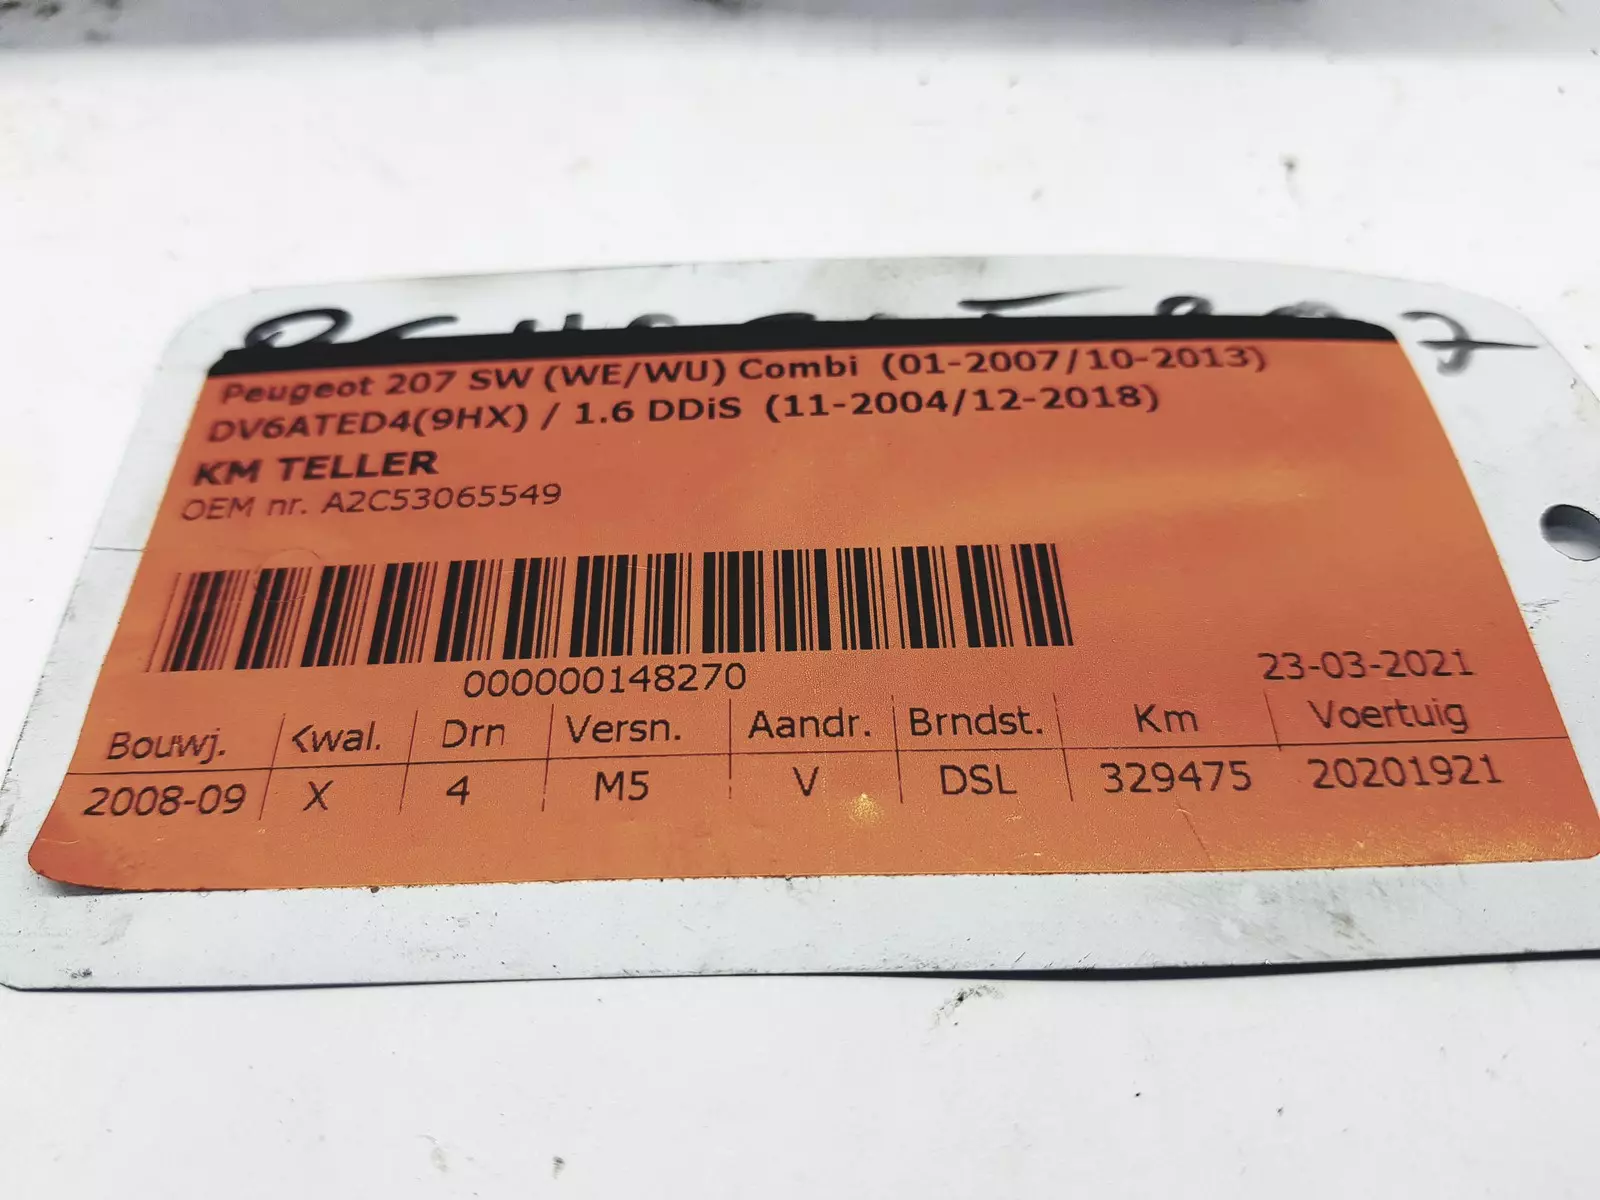 Peugeot 207 SW (WE/WU) Combi (01-2007/10-2013)
DV6ATED4(9HX) / 1.6 DDiS (11-2004/12-2018)
KM TELLER
OEM nr. A2C53065549
000000148270
23-03-2021
Bouwj. Kwal. Drn Versn. Aandr. Brndst. Km Voertuig
2008-09 X 4 M5 V DSL 329475 20201921